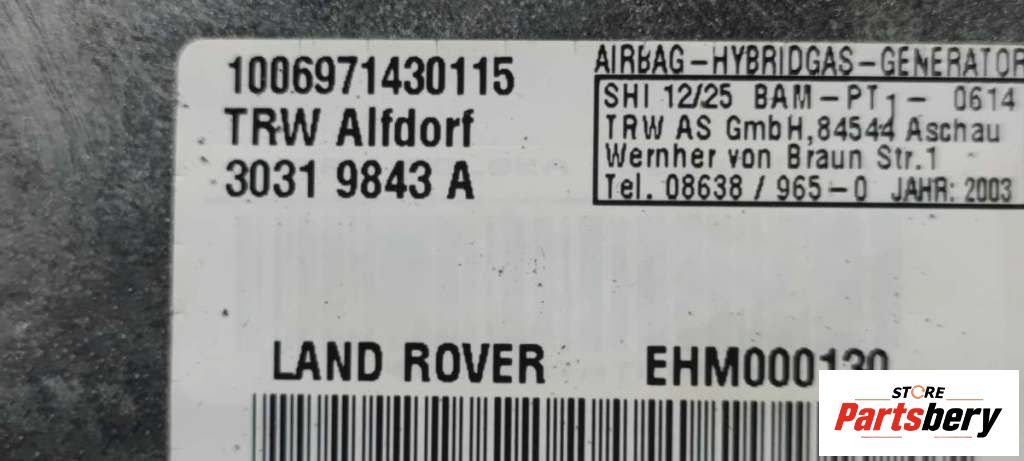 1006971430115
TRW Alfdorf
3031 9843 A
AIRBAG-HYBRIDGAS-GENERATOR
SHI 12/25 BAM-PT1- 0614
TRW AS GmbH, 84544 Aschau
Wernher von Braun Str.1
Tel. 08638 / 965-0 JAHR: 2003
LAND ROVER EHM000130
STORE
Partsbery